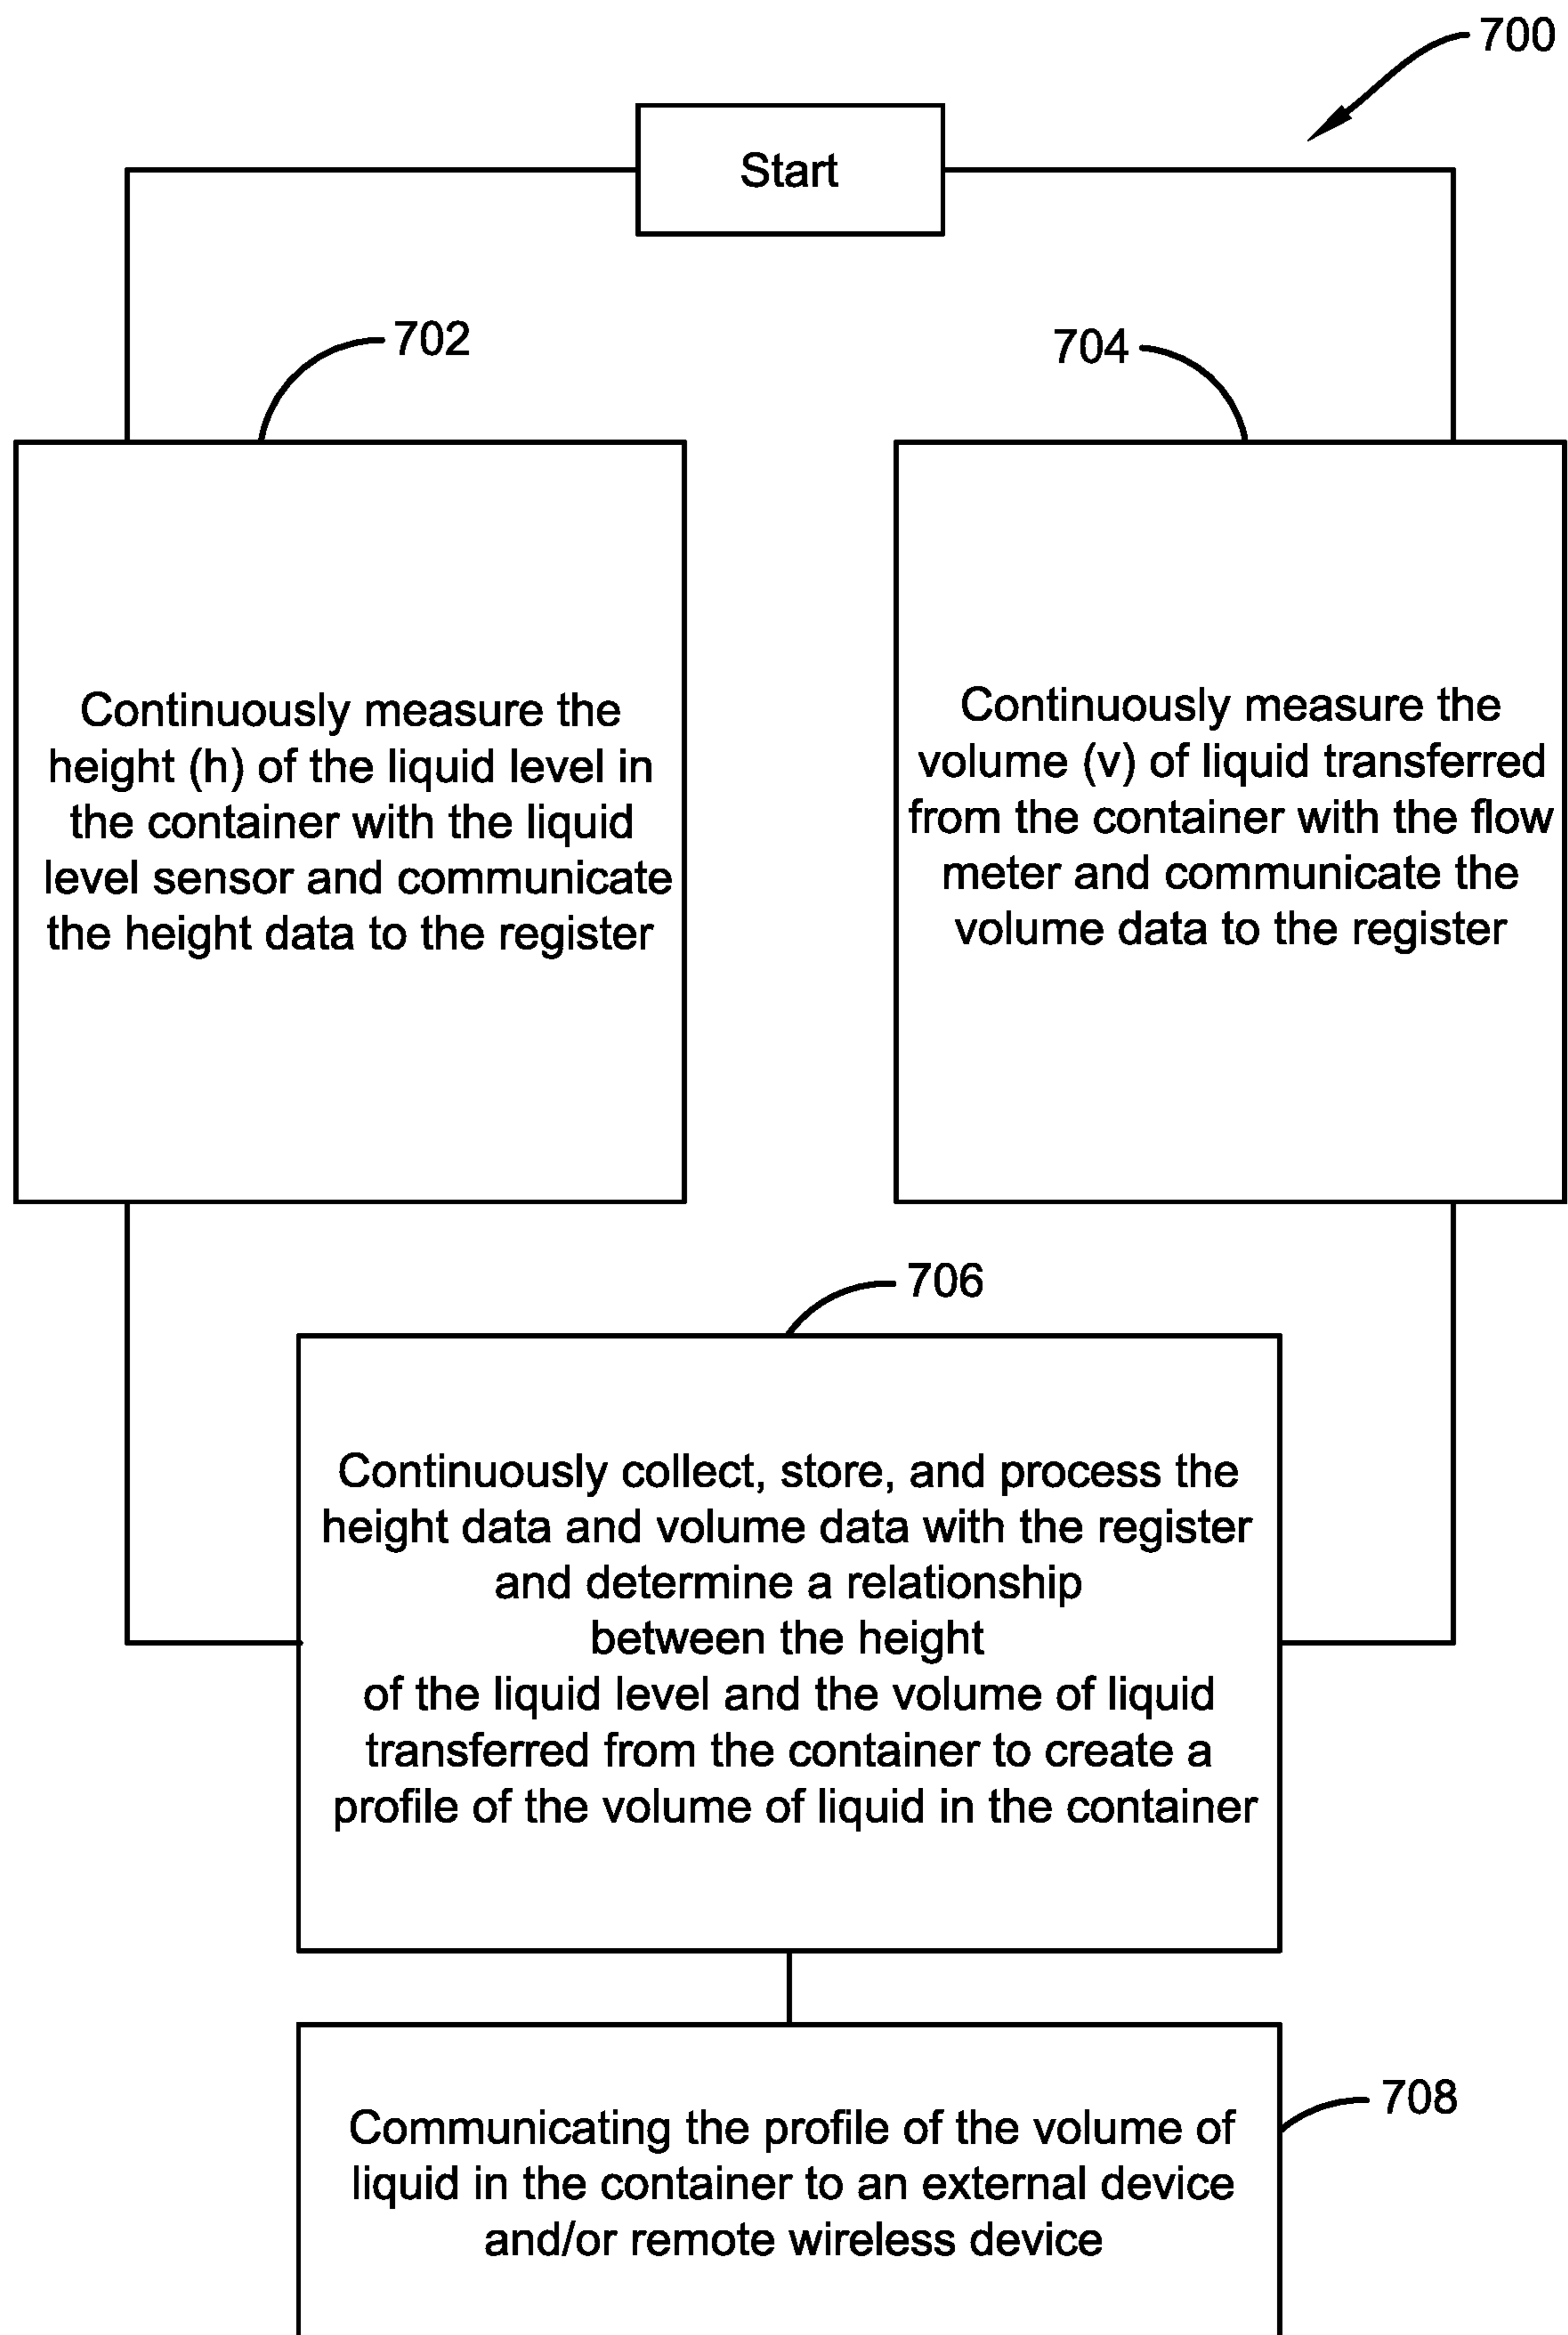 700
Start
702
704
Continuously measure the
height (h) of the liquid level in
the container with the liquid
level sensor and communicate
the height data to the register
Continuously measure the
volume (v) of liquid transferred
from the container with the flow
meter and communicate the
volume data to the register
706
Continuously collect, store, and process the
height data and volume data with the register
and determine a relationship
between the height
of the liquid level and the volume of liquid
transferred from the container to create a
profile of the volume of liquid in the container
708
Communicating the profile of the volume of
liquid in the container to an external device
and/or remote wireless device